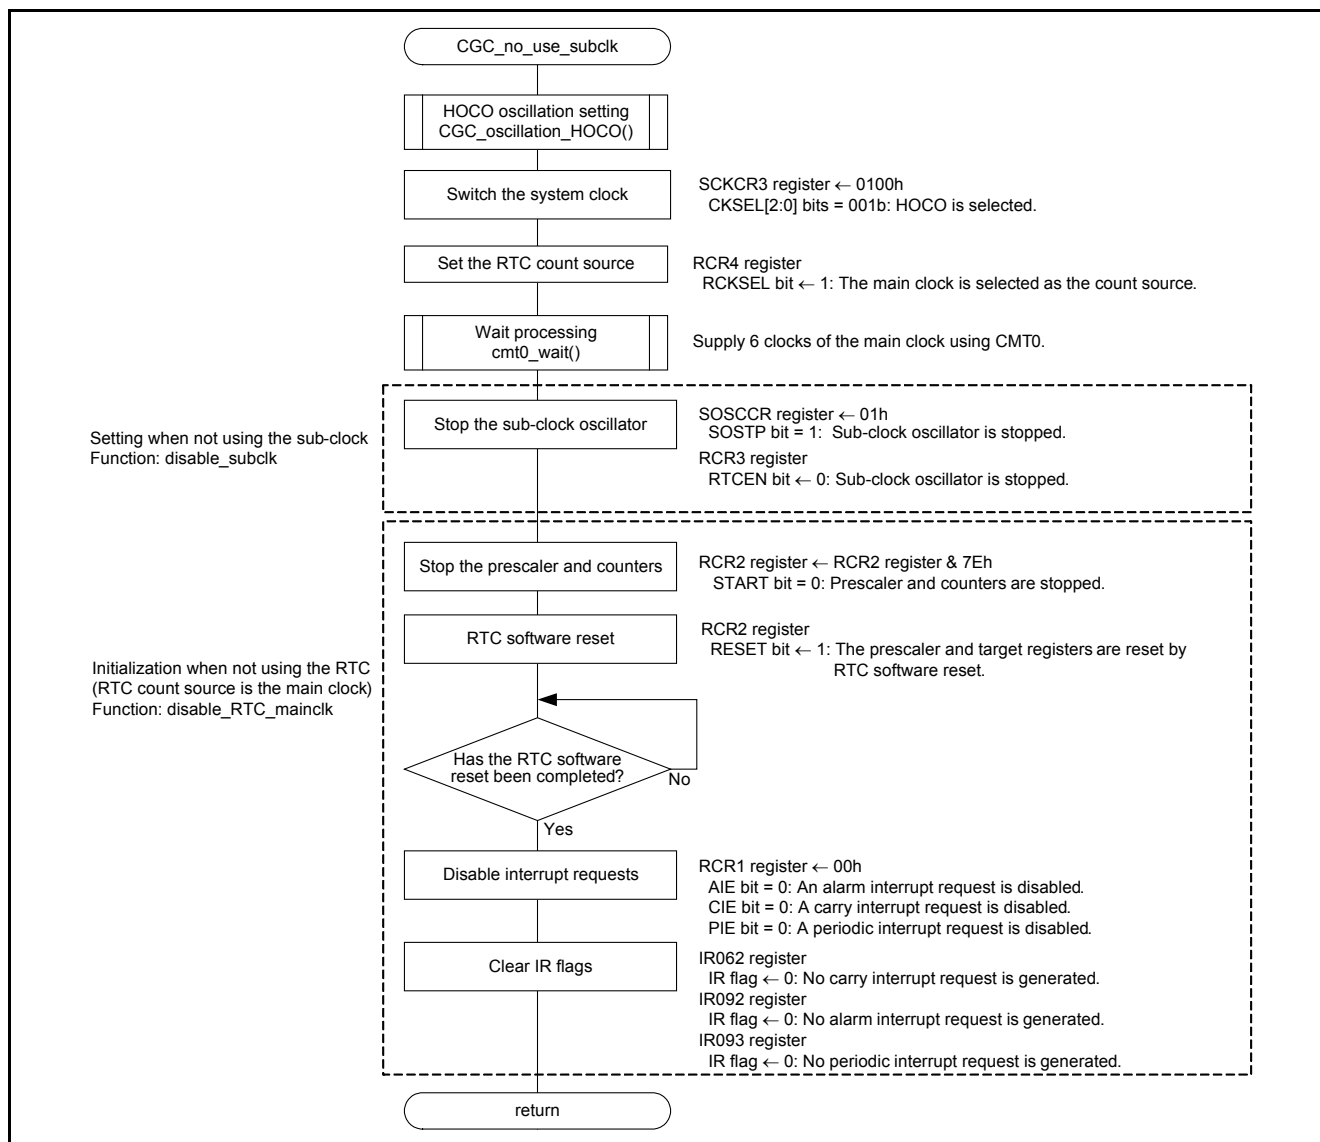 CGC_no_use_subclk
HOCO oscillation setting
CGC_oscillation_HOCO()
Switch the system clock
SCKCR3 register ← 0100h
CKSEL[2:0] bits = 001b: HOCO is selected.
Set the RTC count source
RCR4 register
RCKSEL bit ← 1: The main clock is selected as the count source.
Wait processing
cmt0_wait()
Supply 6 clocks of the main clock using CMT0.
Setting when not using the sub-clock
Function: disable_subclk
Stop the sub-clock oscillator
SOSCCR register ← 01h
SOSTP bit = 1: Sub-clock oscillator is stopped.
RCR3 register
RTCEN bit ← 0: Sub-clock oscillator is stopped.
Initialization when not using the RTC
(RTC count source is the main clock)
Function: disable_RTC_mainclk
Stop the prescaler and counters
RCR2 register ← RCR2 register & 7Eh
START bit = 0: Prescaler and counters are stopped.
RTC software reset
RCR2 register
RESET bit ← 1: The prescaler and target registers are reset by
RTC software reset.
Has the RTC software
reset been completed?
No
Yes
Disable interrupt requests
RCR1 register ← 00h
AIE bit = 0: An alarm interrupt request is disabled.
CIE bit = 0: A carry interrupt request is disabled.
PIE bit = 0: A periodic interrupt request is disabled.
Clear IR flags
IR062 register
IR flag ← 0: No carry interrupt request is generated.
IR092 register
IR flag ← 0: No alarm interrupt request is generated.
IR093 register
IR flag ← 0: No periodic interrupt request is generated.
return